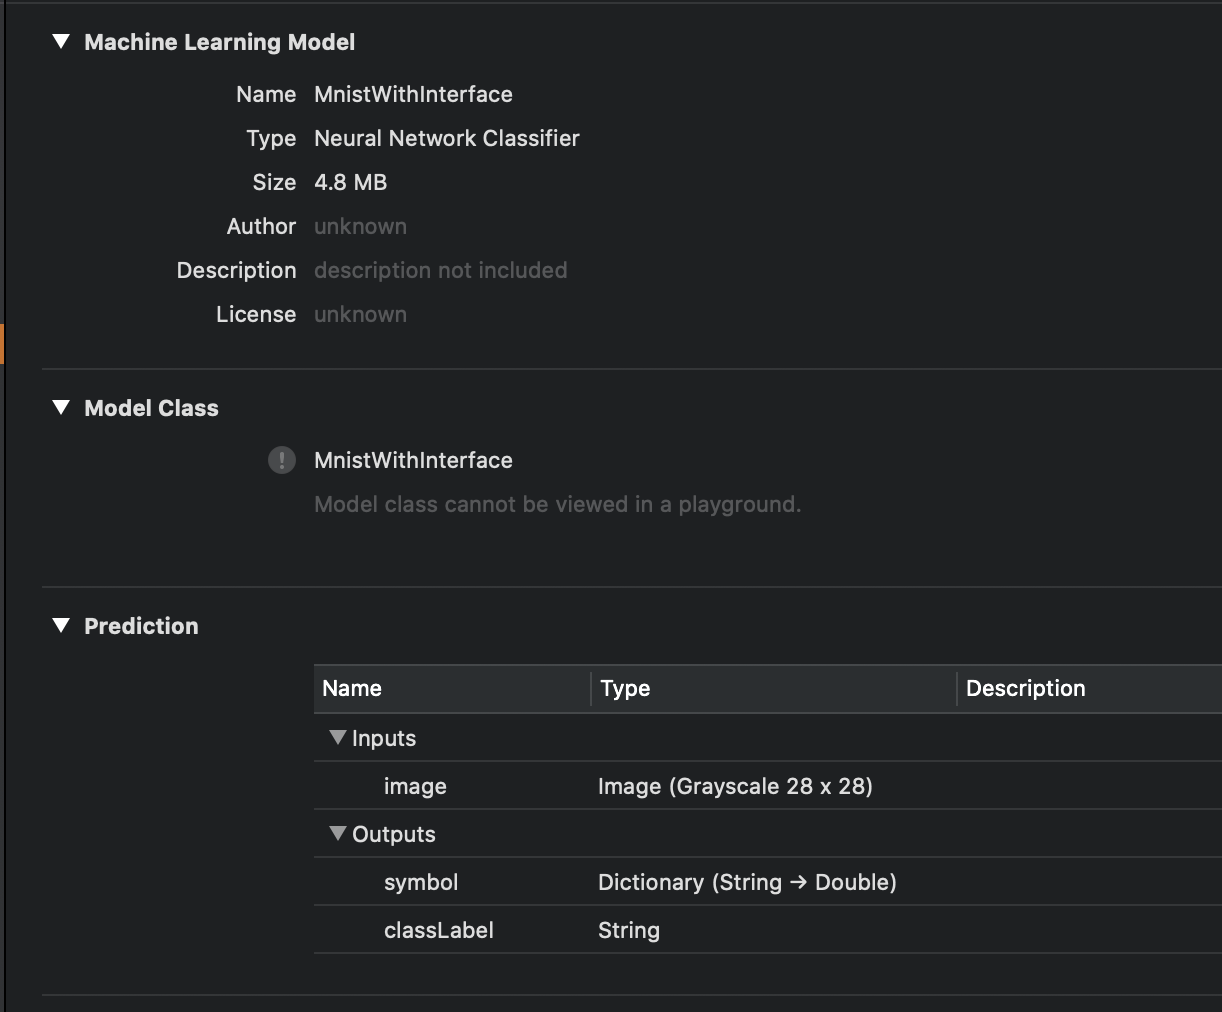 Machine Learning Model
Name MnistWithInterface
Type Neural Network Classifier
Size 4.8 MB
Author unknown
Description description not included
License unknown
Model Class
! MnistWithInterface
Model class cannot be viewed in a playground.
Prediction
Name Type Description
Inputs
image Image (Grayscale 28 x 28)
Outputs
symbol Dictionary (String → Double)
classLabel String